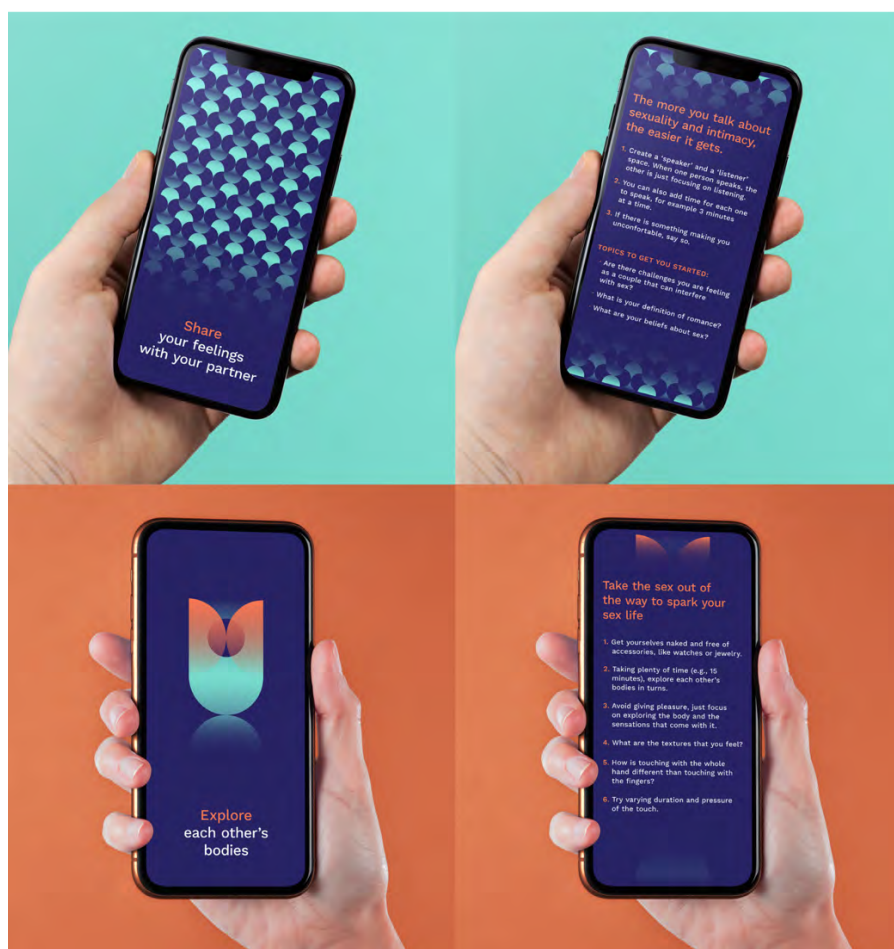 Share
your feelings
with your partner
The more you talk about
sexuality and intimacy,
the easier it gets.
1. Create a ‘speaker’ and a ‘listener’
space. When one person speaks, the
other is just focusing on listening.
2. You can also add time for each one
to speak, for example 3 minutes
at a time.
3. If there is something making you
unconfortable, say so.
TOPICS TO GET YOU STARTED:
· Are there challenges you are feeling
as a couple that can interfere
with sex?
· What is your definition of romance?
What are your beliefs about sex?
Explore
each other’s
bodies
Take the sex out of
the way to spark your
sex life
1. Get yourselves naked and free of
accessories, like watches or jewelry.
2. Taking plenty of time (e.g., 15
minutes), explore each other’s
bodies in turns.
3. Avoid giving pleasure, just focus
on exploring the body and the
sensations that come with it.
4. What are the textures that you feel?
5. How is touching with the whole
hand different than touching with
the fingers?
6. Try varying duration and pressure
of the touch.